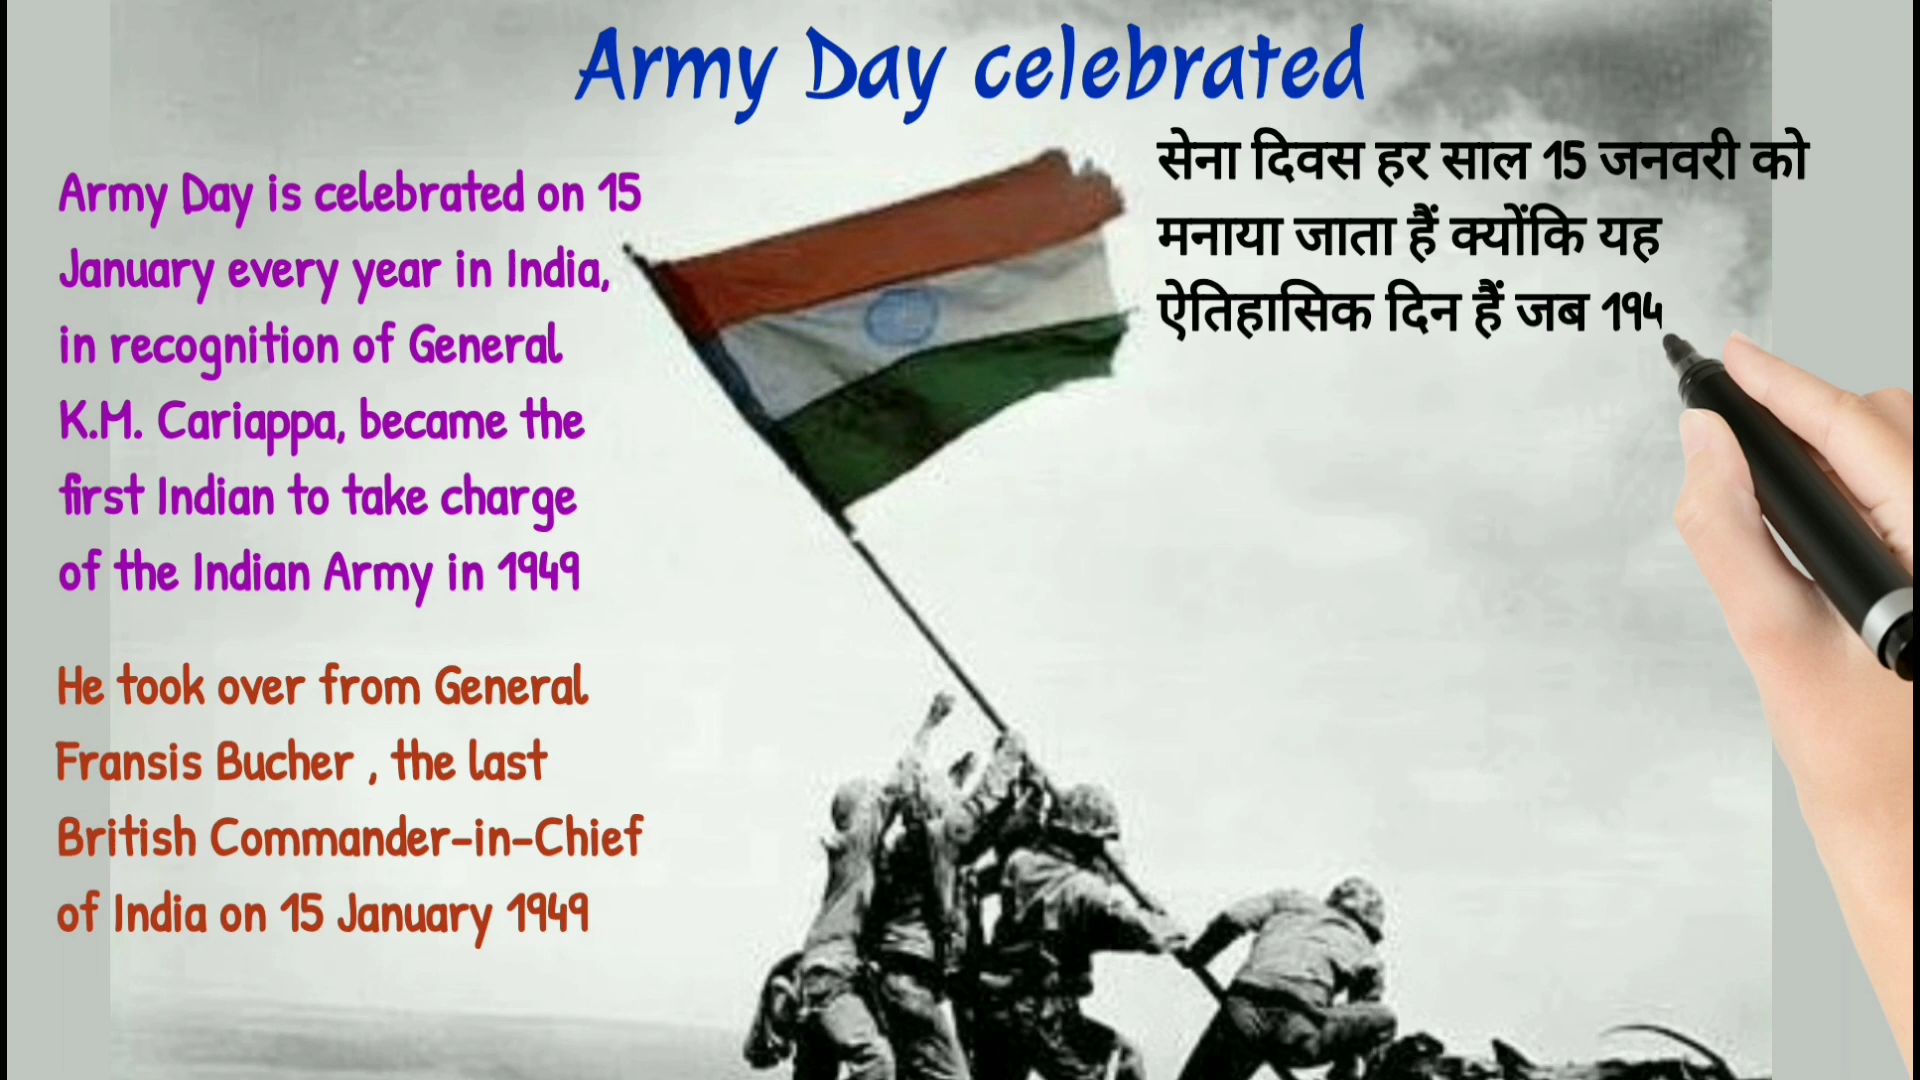 Army Day celebrated
Army Day is celebrated on 15
January every year in India,
in recognition of General
K.M. Cariappa, became the
first Indian to take charge
of the Indian Army in 1949
He took over from General
Fransis Bucher , the last
British Commander-in-Chief
of India on 15 January 1949
सेना दिवस हर साल 15 जनवरी को
मनाया जाता हैं क्योंकि यह
ऐतिहासिक दिन हैं जब 194